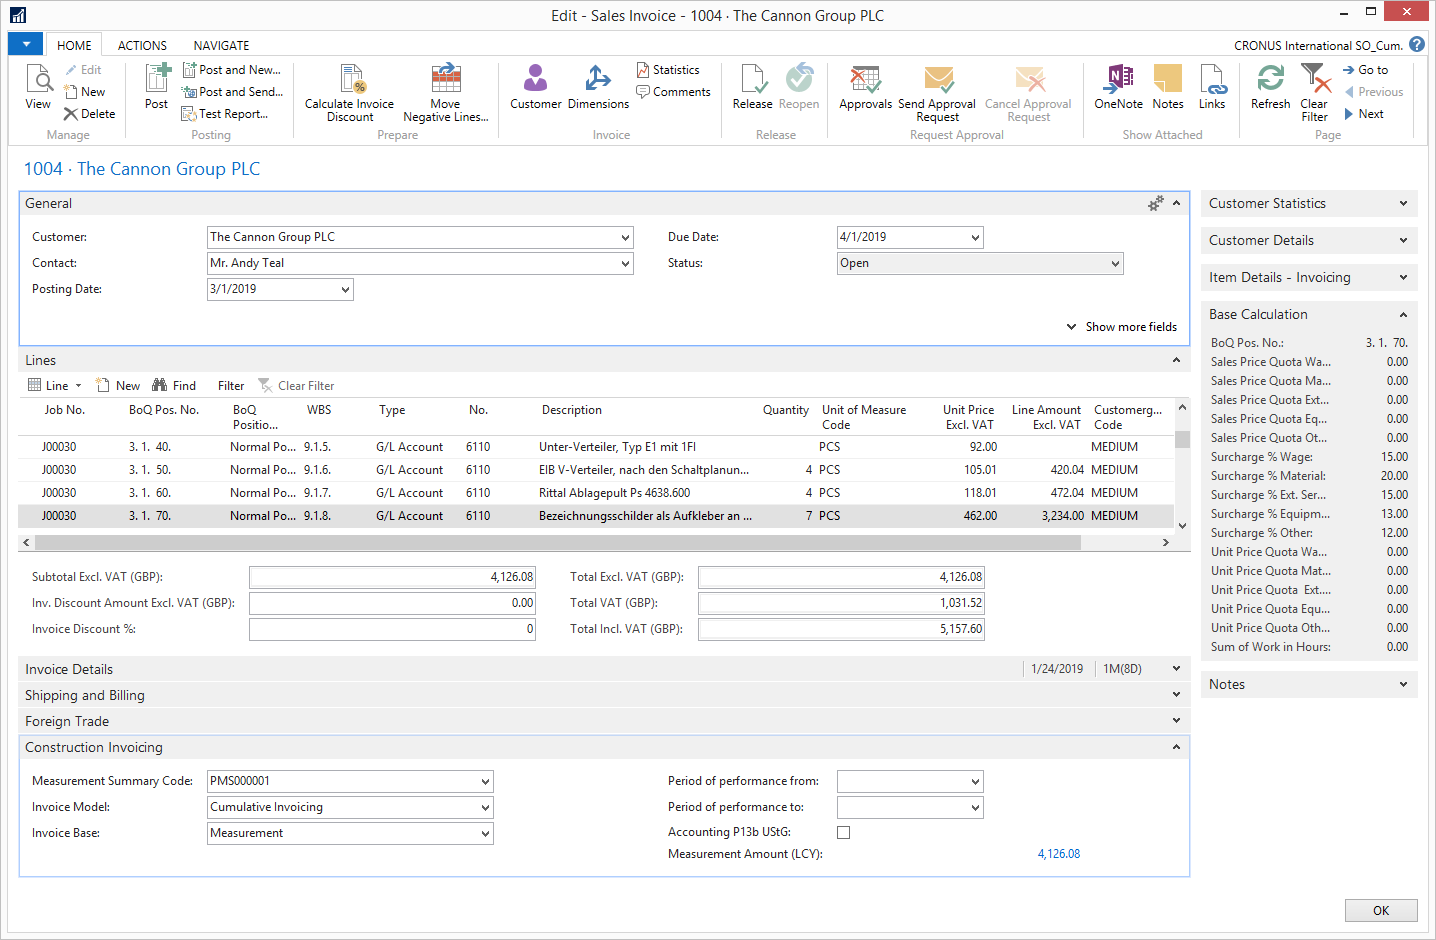 Edit - Sales Invoice - 1004 · The Cannon Group PLC
HOME ACTIONS NAVIGATE CRONUS International SO_Cum. ?
View Edit New Delete
Manage
Post Post and New... Post and Send... Test Report...
Posting
Calculate Invoice Discount Move Negative Lines...
Prepare
Customer Dimensions Statistics Comments
Invoice
Release Reopen
Release
Approvals Send Approval Request Cancel Approval Request
Request Approval
OneNote Notes Links
Show Attached
Refresh Clear Filter Go to Previous Next
Page
1004 · The Cannon Group PLC
General
Customer: The Cannon Group PLC
Contact: Mr. Andy Teal
Posting Date: 3/1/2019
Due Date: 4/1/2019
Status: Open
Show more fields
Lines
Line New Find Filter Clear Filter
Job No. BoQ Pos. No. BoQ Positio... WBS Type No. Description Quantity Unit of Measure Code Unit Price Excl. VAT Line Amount Excl. VAT Customerg... Code
J00030 3. 1. 40. Normal Po... 9.1.5. G/L Account 6110 Unter-Verteiler, Typ E1 mit 1FI PCS 92.00 MEDIUM
J00030 3. 1. 50. Normal Po... 9.1.6. G/L Account 6110 EIB V-Verteiler, nach den Schaltplanun... 4 PCS 105.01 420.04 MEDIUM
J00030 3. 1. 60. Normal Po... 9.1.7. G/L Account 6110 Rittal Ablagepult Ps 4638.600 4 PCS 118.01 472.04 MEDIUM
J00030 3. 1. 70. Normal Po... 9.1.8. G/L Account 6110 Bezeichnungsschilder als Aufkleber an ... 7 PCS 462.00 3,234.00 MEDIUM
Subtotal Excl. VAT (GBP): 4,126.08
Inv. Discount Amount Excl. VAT (GBP): 0.00
Invoice Discount %: 0
Total Excl. VAT (GBP): 4,126.08
Total VAT (GBP): 1,031.52
Total Incl. VAT (GBP): 5,157.60
Invoice Details 1/24/2019 1M(8D)
Shipping and Billing
Foreign Trade
Construction Invoicing
Measurement Summary Code: PMS000001
Invoice Model: Cumulative Invoicing
Invoice Base: Measurement
Period of performance from:
Period of performance to:
Accounting P13b UStG:
Measurement Amount (LCY): 4,126.08
Customer Statistics
Customer Details
Item Details - Invoicing
Base Calculation
BoQ Pos. No.: 3. 1. 70.
Sales Price Quota Wa... 0.00
Sales Price Quota Ma... 0.00
Sales Price Quota Ext... 0.00
Sales Price Quota Eq... 0.00
Sales Price Quota Ot... 0.00
Surcharge % Wage: 15.00
Surcharge % Material: 20.00
Surcharge % Ext. Ser... 15.00
Surcharge % Equipm... 13.00
Surcharge % Other: 12.00
Unit Price Quota Wa... 0.00
Unit Price Quota Mat... 0.00
Unit Price Quota Ext.... 0.00
Unit Price Quota Equ... 0.00
Unit Price Quota Oth... 0.00
Sum of Work in Hours: 0.00
Notes
OK